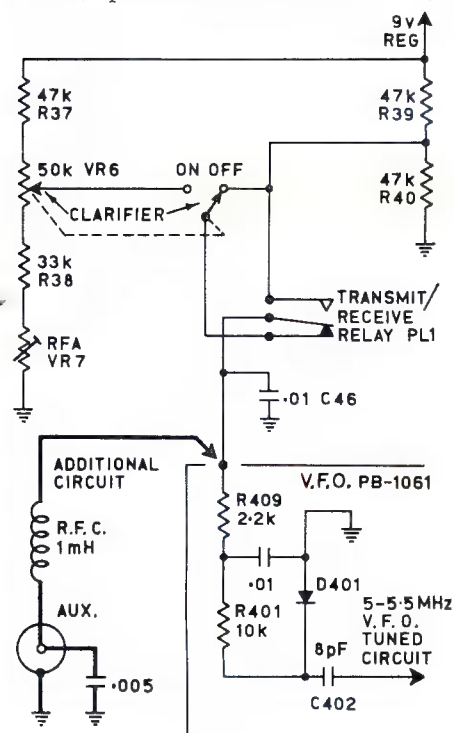 9v
REG
47k
R37
47k
R39
50k VR6
ON OFF
47k
R40
CLARIFIER
33k
R38
TRANSMIT/
RECEIVE
RELAY PL1
RFA
VR7
·01 C46
ADDITIONAL
CIRCUIT
V.F.O. PB-1061
R.F.C.
1mH
R409
2·2k
·01
D401
AUX.
R401
10k
5-5·5MHz
V.F.O.
TUNED
CIRCUIT
8pF
·005
C402